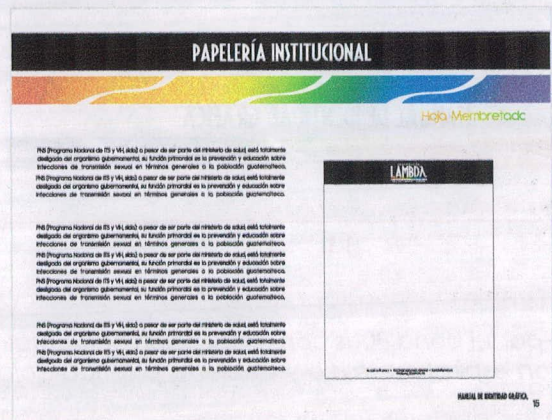 PAPELERÍA INSTITUCIONAL
Hoja Membretada
PNS (Programa Nacional de ITS y VIH, sida) a pesar de ser parte del ministerio de salud, está totalmente
desligada del organismo gubernamental, su función primordial es la prevención y educación sobre
infecciones de transmisión sexual en términos generales a la población guatemalteca.
PNS (Programa Nacional de ITS y VIH, sida) a pesar de ser parte del ministerio de salud, está totalmente
desligada del organismo gubernamental, su función primordial es la prevención y educación sobre
infecciones de transmisión sexual en términos generales a la población guatemalteca.
PNS (Programa Nacional de ITS y VIH, sida) a pesar de ser parte del ministerio de salud, está totalmente
desligada del organismo gubernamental, su función primordial es la prevención y educación sobre
infecciones de transmisión sexual en términos generales a la población guatemalteca.
PNS (Programa Nacional de ITS y VIH, sida) a pesar de ser parte del ministerio de salud, está totalmente
desligada del organismo gubernamental, su función primordial es la prevención y educación sobre
infecciones de transmisión sexual en términos generales a la población guatemalteca.
PNS (Programa Nacional de ITS y VIH, sida) a pesar de ser parte del ministerio de salud, está totalmente
desligada del organismo gubernamental, su función primordial es la prevención y educación sobre
infecciones de transmisión sexual en términos generales a la población guatemalteca.
PNS (Programa Nacional de ITS y VIH, sida) a pesar de ser parte del ministerio de salud, está totalmente
desligada del organismo gubernamental, su función primordial es la prevención y educación sobre
infecciones de transmisión sexual en términos generales a la población guatemalteca.
PNS (Programa Nacional de ITS y VIH, sida) a pesar de ser parte del ministerio de salud, está totalmente
desligada del organismo gubernamental, su función primordial es la prevención y educación sobre
infecciones de transmisión sexual en términos generales a la población guatemalteca.
LAMBDA
MANUAL DE IDENTIDAD GRÁFICA,
15